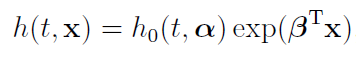 h(t, x) = h₀(t, α) exp(βᵀx)